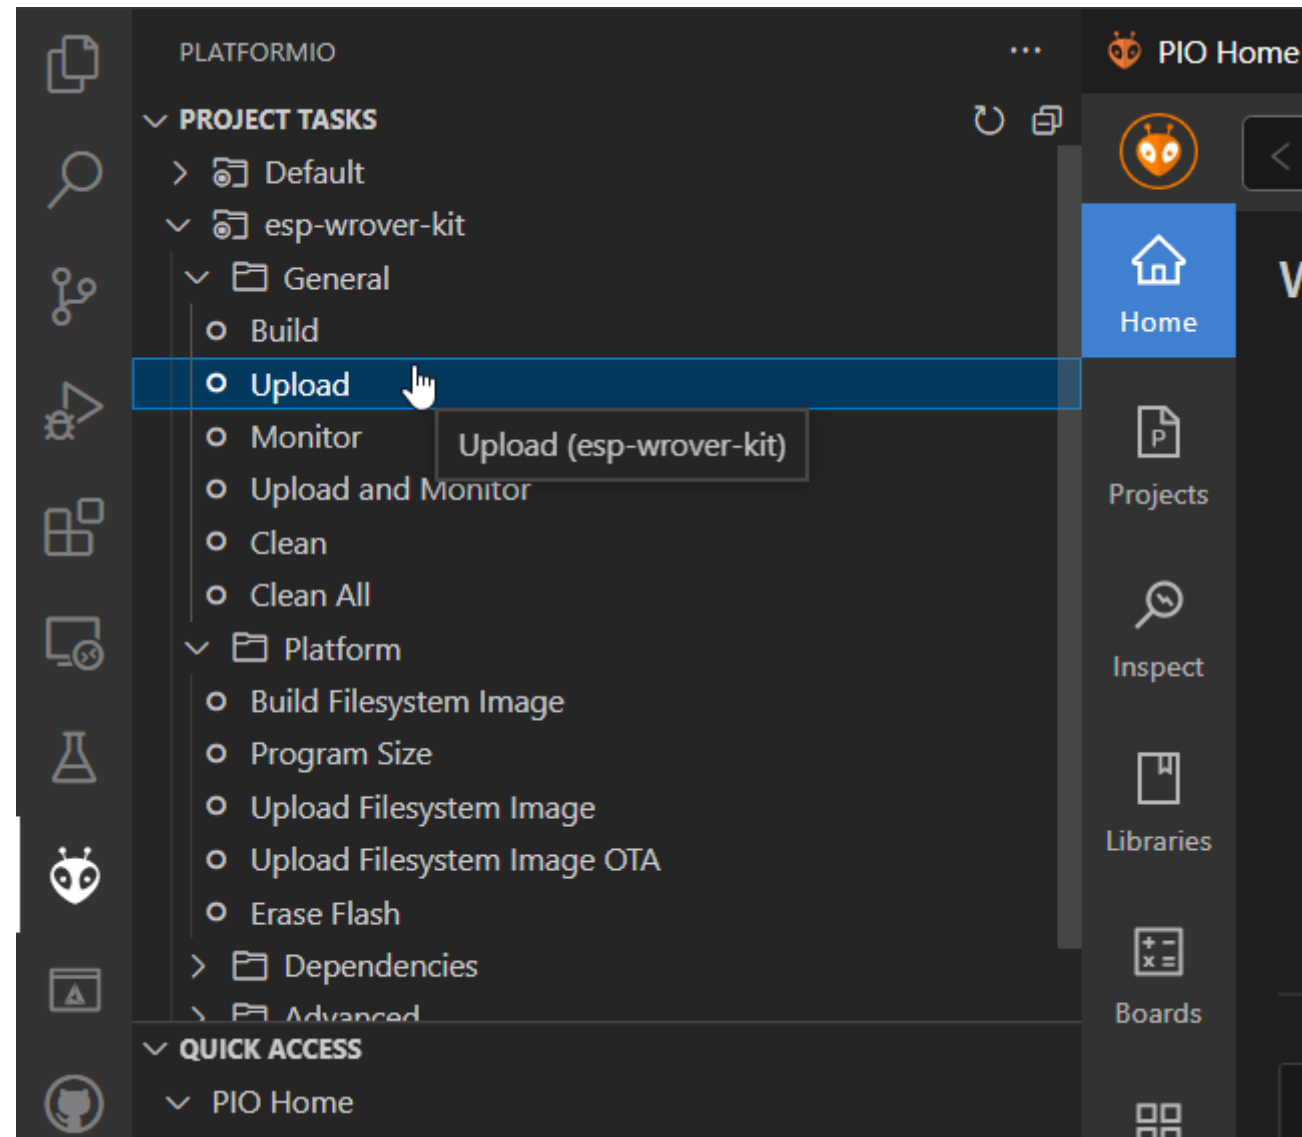 PLATFORMIO
PROJECT TASKS
Default
esp-wrover-kit
General
Build
Upload
Monitor
Upload (esp-wrover-kit)
Upload and Monitor
Clean
Clean All
Platform
Build Filesystem Image
Program Size
Upload Filesystem Image
Upload Filesystem Image OTA
Erase Flash
Dependencies
Advanced
QUICK ACCESS
PIO Home
PIO Home
Home
Projects
Inspect
Libraries
Boards